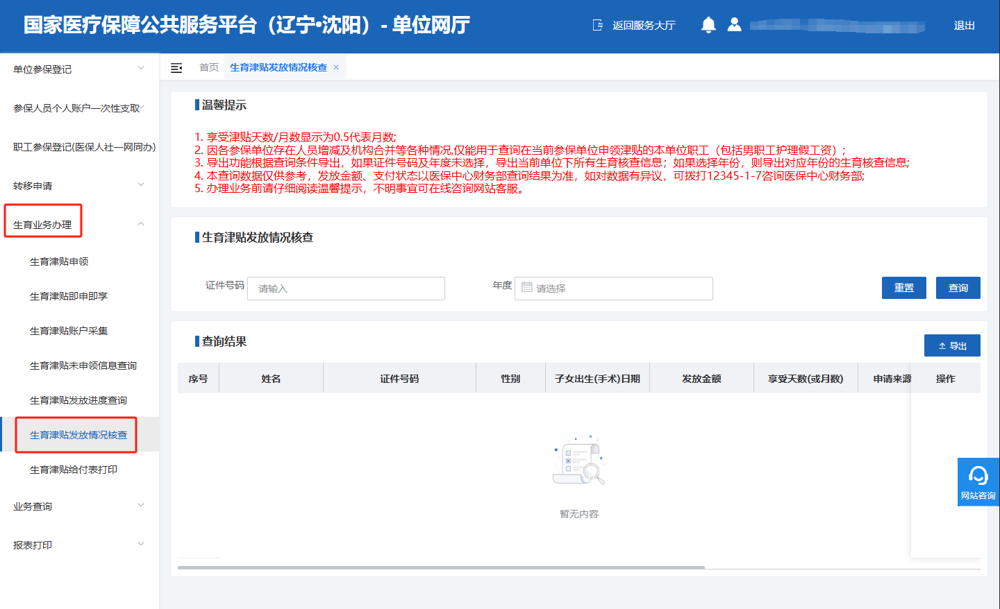 国家医疗保障公共服务平台（辽宁•沈阳）- 单位网厅
返回服务大厅
退出
单位参保登记
参保人员个人账户一次性支取
职工参保登记(医保人社一网同办)
转移申请
生育业务办理
生育津贴申领
生育津贴即申即享
生育津贴账户采集
生育津贴未申领信息查询
生育津贴发放进度查询
生育津贴发放情况核查
生育津贴给付表打印
业务查询
报表打印
首页
生育津贴发放情况核查 ×
温馨提示
1. 享受津贴天数/月数显示为0.5代表月数;
2. 因各参保单位存在人员增减及机构合并等各种情况,仅能用于查询在当前参保单位申领津贴的本单位职工（包括男职工护理假工资）;
3. 导出功能根据查询条件导出，如果证件号码及年度未选择，导出当前单位下所有生育核查信息；如果选择年份，则导出对应年份的生育核查信息;
4. 本查询数据仅供参考，发放金额、支付状态以医保中心财务部查询结果为准，如对数据有异议，可拨打12345-1-7咨询医保中心财务部;
5. 办理业务前请仔细阅读温馨提示，不明事宜可在线咨询网站客服。
生育津贴发放情况核查
证件号码 请输入 年度 请选择 重置 查询
查询结果
导出
序号 姓名 证件号码 性别 子女出生(手术)日期 发放金额 享受天数(或月数) 申请来源 操作
暂无内容
网站咨询